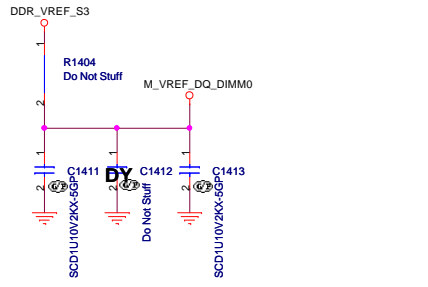 DDR_VREF_S3
1
R1404
Do Not Stuff
M_VREF_DQ_DIMM0
2
1
1
1
C1411
DY
C1412
C1413
2
2
2
SCD1U10V2KX-5GP
Do Not Stuff
SCD1U10V2KX-5GP